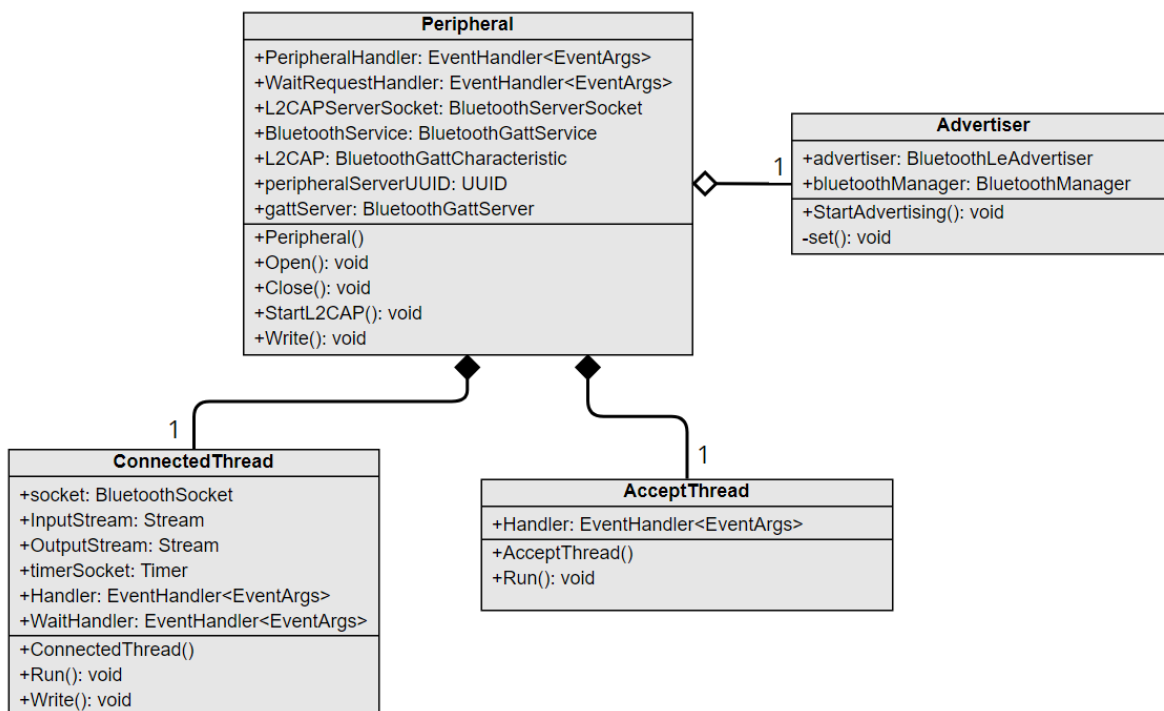 Peripheral
+PeripheralHandler: EventHandler<EventArgs>
+WaitRequestHandler: EventHandler<EventArgs>
+L2CAPServerSocket: BluetoothServerSocket
+BluetoothService: BluetoothGattService
+L2CAP: BluetoothGattCharacteristic
+peripheralServerUUID: UUID
+gattServer: BluetoothGattServer
+Peripheral()
+Open(): void
+Close(): void
+StartL2CAP(): void
+Write(): void
1
Advertiser
+advertiser: BluetoothLeAdvertiser
+bluetoothManager: BluetoothManager
+StartAdvertising(): void
-set(): void
1
ConnectedThread
+socket: BluetoothSocket
+InputStream: Stream
+OutputStream: Stream
+timerSocket: Timer
+Handler: EventHandler<EventArgs>
+WaitHandler: EventHandler<EventArgs>
+ConnectedThread()
+Run(): void
+Write(): void
1
AcceptThread
+Handler: EventHandler<EventArgs>
+AcceptThread()
+Run(): void